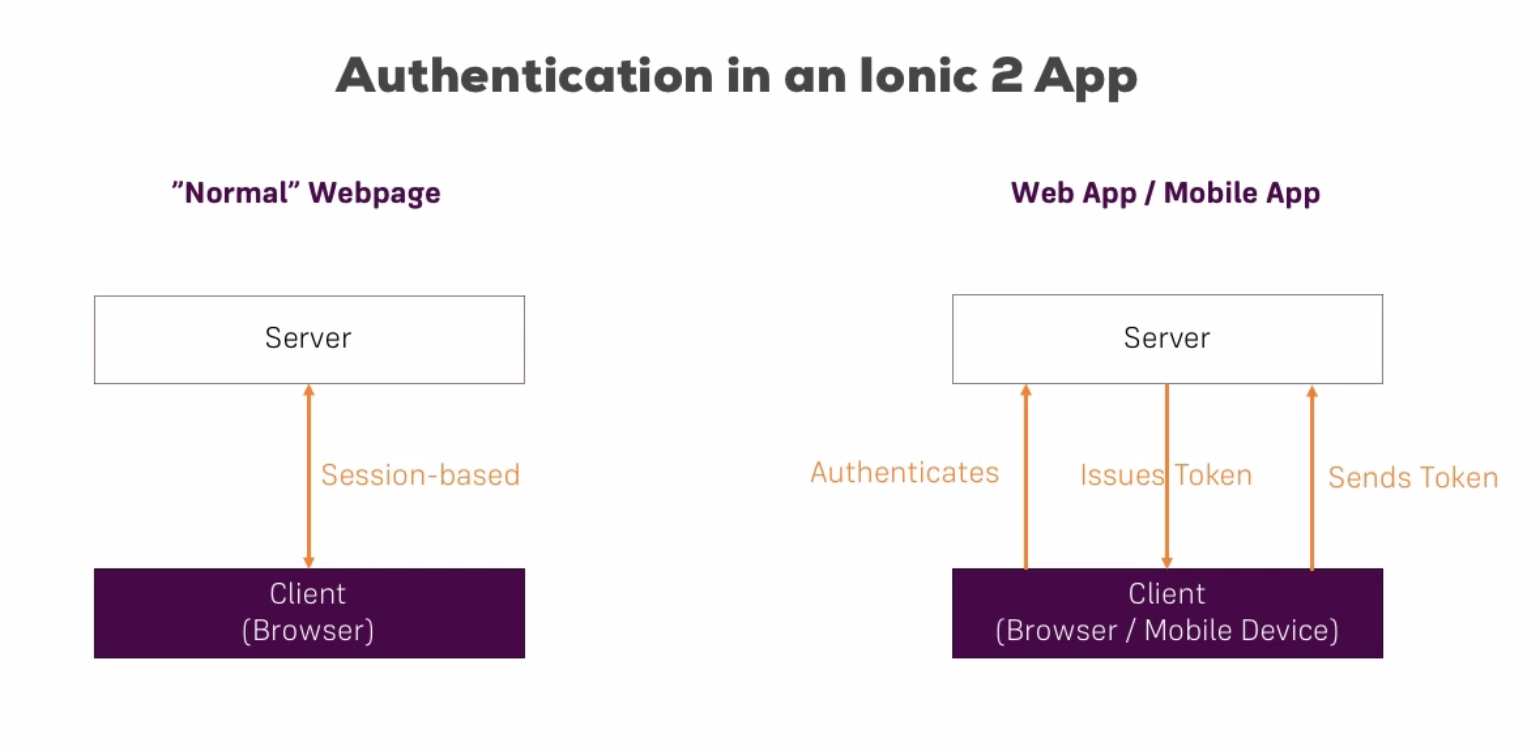 Authentication in an Ionic 2 App
”Normal” Webpage
Server
Session-based
Client
(Browser)
Web App / Mobile App
Server
Authenticates
Issues Token
Sends Token
Client
(Browser / Mobile Device)